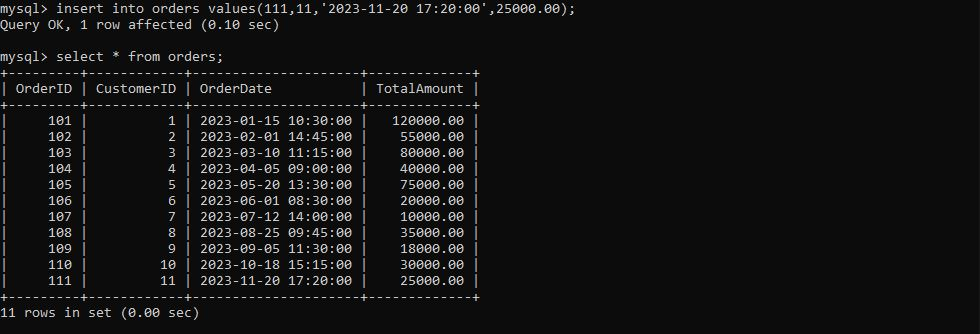 mysql> insert into orders values(111,11,'2023-11-20 17:20:00',25000.00);
Query OK, 1 row affected (0.10 sec)

mysql> select * from orders;
+---------+------------+---------------------+-------------+
| OrderID | CustomerID | OrderDate           | TotalAmount |
+---------+------------+---------------------+-------------+
|     101 |          1 | 2023-01-15 10:30:00 |   120000.00 |
|     102 |          2 | 2023-02-01 14:45:00 |    55000.00 |
|     103 |          3 | 2023-03-10 11:15:00 |    80000.00 |
|     104 |          4 | 2023-04-05 09:00:00 |    40000.00 |
|     105 |          5 | 2023-05-20 13:30:00 |    75000.00 |
|     106 |          6 | 2023-06-01 08:30:00 |    20000.00 |
|     107 |          7 | 2023-07-12 14:00:00 |    10000.00 |
|     108 |          8 | 2023-08-25 09:45:00 |    35000.00 |
|     109 |          9 | 2023-09-05 11:30:00 |    18000.00 |
|     110 |         10 | 2023-10-18 15:15:00 |    30000.00 |
|     111 |         11 | 2023-11-20 17:20:00 |    25000.00 |
+---------+------------+---------------------+-------------+
11 rows in set (0.00 sec)